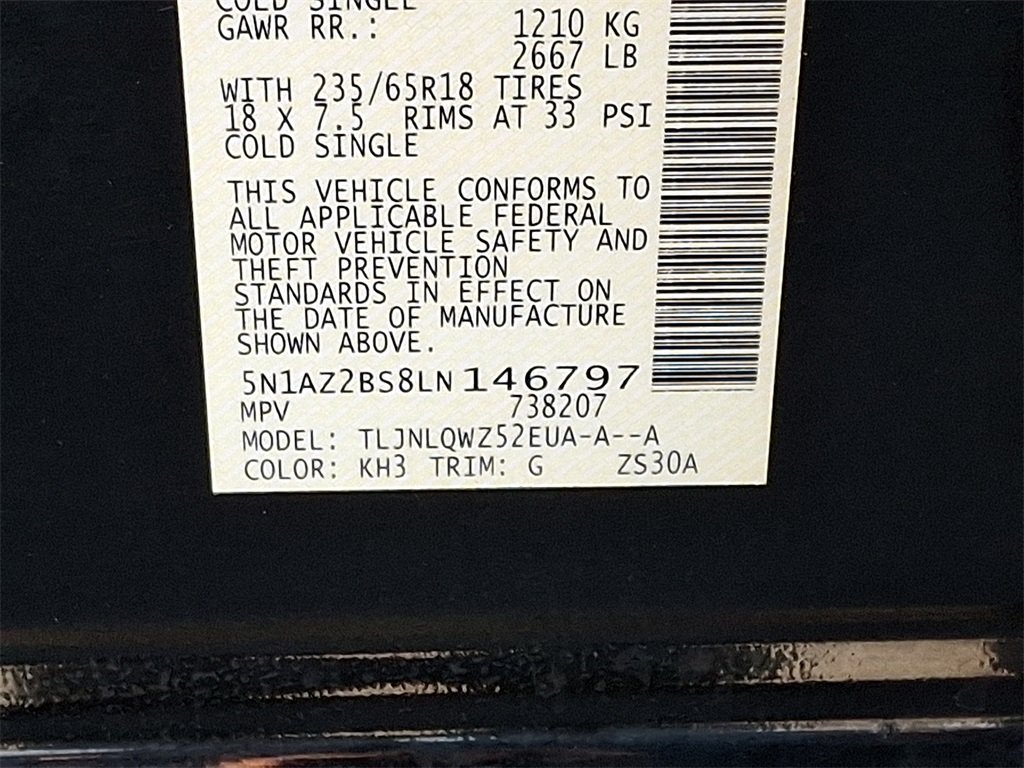 COLD SINGLE
GAWR RR.: 1210 KG
2667 LB
WITH 235/65R18 TIRES
18 X 7.5 RIMS AT 33 PSI
COLD SINGLE
THIS VEHICLE CONFORMS TO
ALL APPLICABLE FEDERAL
MOTOR VEHICLE SAFETY AND
THEFT PREVENTION
STANDARDS IN EFFECT ON
THE DATE OF MANUFACTURE
SHOWN ABOVE.
5N1AZ2BS8LN146797
MPV 738207
MODEL: TLJNLQWZ52EUA-A--A
COLOR: KH3 TRIM: G ZS30A